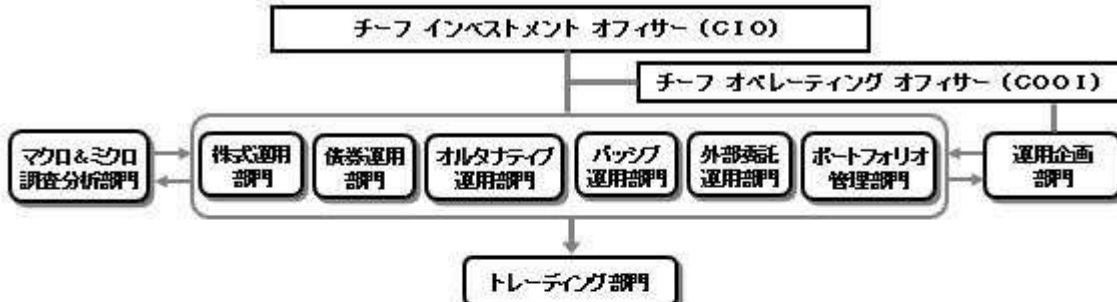 チーフ インベストメント オフィサー (CIO)
チーフ オペレーティング オフィサー (COOI)
マクロ&ミクロ
調査分析部門
株式運用
部門
債券運用
部門
オルタナティブ
運用部門
パッシブ
運用部門
外部委託
運用部門
ポートフォリオ
管理部門
運用企画
部門
トレーディング部門